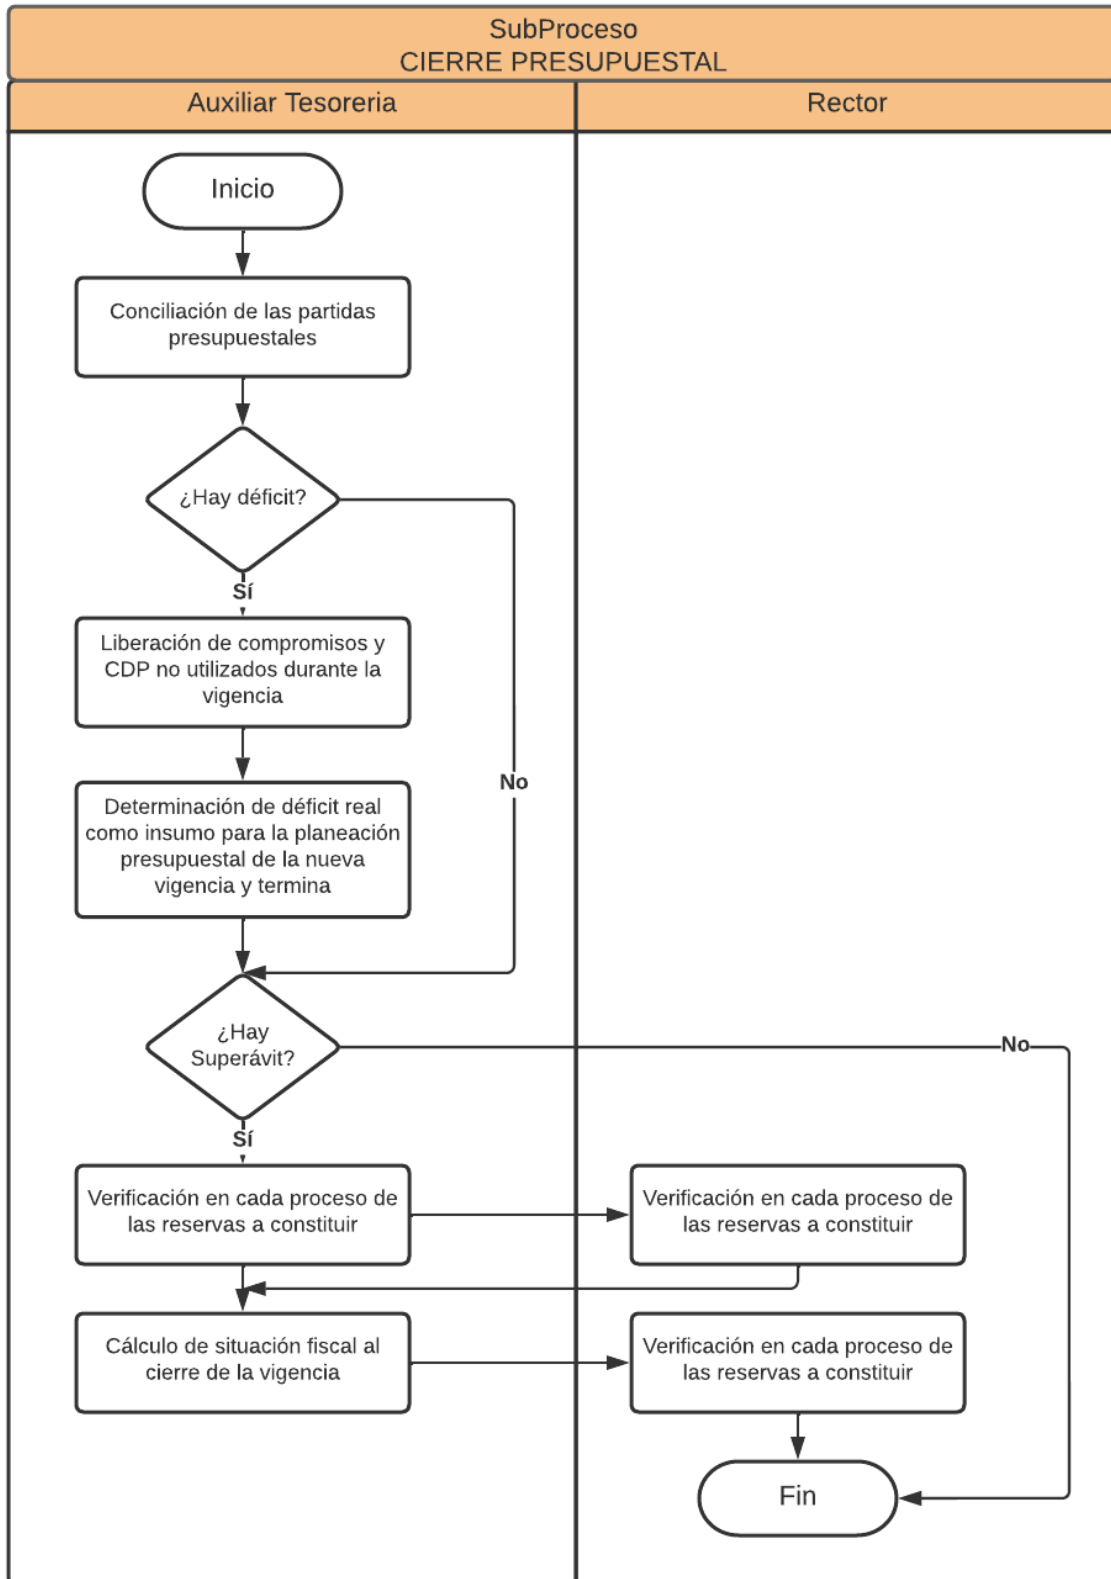 SubProceso
CIERRE PRESUPUESTAL
Auxiliar Tesoreria
Rector
Inicio
Conciliación de las partidas
presupuestales
¿Hay déficit?
Sí
Liberación de compromisos y
CDP no utilizados durante la
vigencia
No
Determinación de déficit real
como insumo para la planeación
presupuestal de la nueva
vigencia y termina
¿Hay
Superávit?
No
Sí
Verificación en cada proceso de
las reservas a constituir
Verificación en cada proceso de
las reservas a constituir
Cálculo de situación fiscal al
cierre de la vigencia
Verificación en cada proceso de
las reservas a constituir
Fin